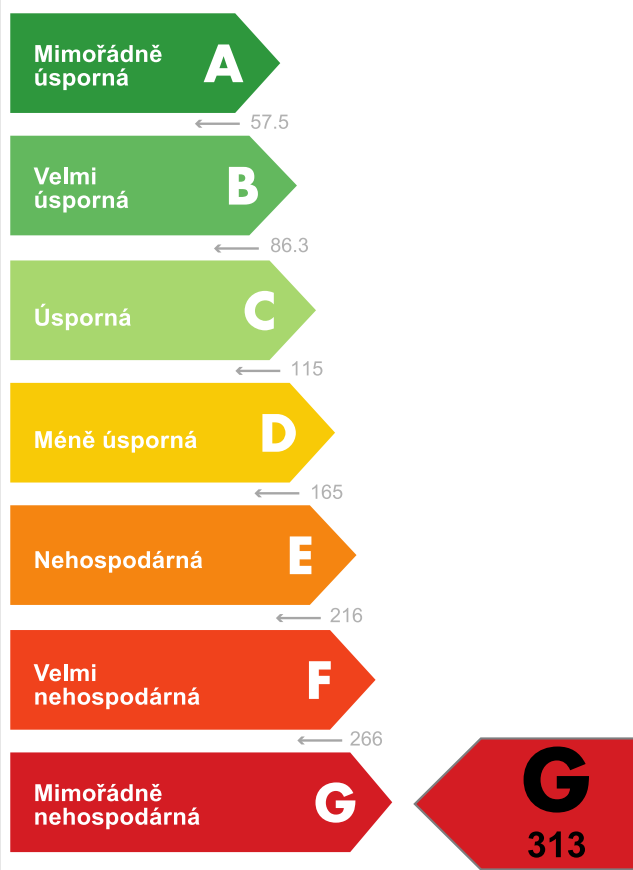 Mimořádně
úsporná
A
57.5
Velmi
úsporná
B
86.3
Úsporná
C
115
Méně úsporná
D
165
Nehospodárná
E
216
Velmi
nehospodárná
F
266
Mimořádně
nehospodárná
G
G
313